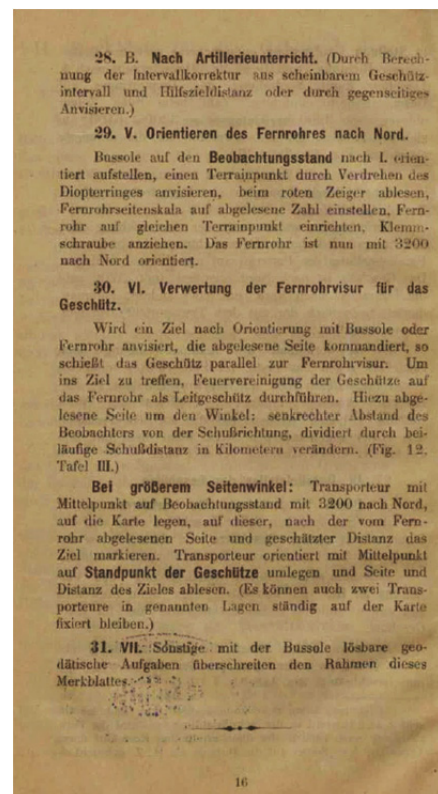 28. B. Nach Artillerieunterricht. (Durch Berech-
nung der Intervallkorrektur aus scheinbarem Geschütz-
intervall und Hilfszieldistanz oder durch gegenseitiges
Anvisieren.)
29. V. Orientieren des Fernrohres nach Nord.
Bussole auf den Beobachtungsstand nach I. orien-
tiert aufstellen, einen Terrainpunkt durch Verdrehen des
Diopterringes anvisieren, beim roten Zeiger ablesen,
Fernrohrseitenskala auf abgelesene Zahl einstellen, Fern-
rohr auf gleichen Terrainpunkt einrichten, Klemm-
schraube anziehen. Das Fernrohr ist nun mit 3200
nach Nord orientiert.
30. VI. Verwertung der Fernrohrvisur für das
Geschütz.
Wird ein Ziel nach Orientierung mit Bussole oder
Fernrohr anvisiert, die abgelesene Seite kommandiert, so
schießt das Geschütz parallel zur Fernrohrvisur. Um
ins Ziel zu treffen, Feuervereinigung der Geschütze auf
das Fernrohr als Leitgeschütz durchführen. Hiezu abge-
lesene Seite um den Winkel: senkrechter Abstand des
Beobachters von der Schußrichtung, dividiert durch bei-
läufige Schußdistanz in Kilometern verändern. (Fig. 12,
Tafel III.)
Bei größerem Seitenwinkel: Transporteur mit
Mittelpunkt auf Beobachtungsstand mit 3200 nach Nord,
auf die Karte legen, auf dieser, nach der vom Fern-
rohr abgelesenen Seite und geschätzter Distanz das
Ziel markieren. Transporteur orientiert mit Mittelpunkt
auf Standpunkt der Geschütze umlegen und Seite und
Distanz des Zieles ablesen. (Es können auch zwei Trans-
porteure in genannten Lagen ständig auf der Karte
fixiert bleiben.)
31. VII. Sonstige mit der Bussole lösbare geo-
dätische Aufgaben überschreiten den Rahmen dieses
Merkblattes.
16